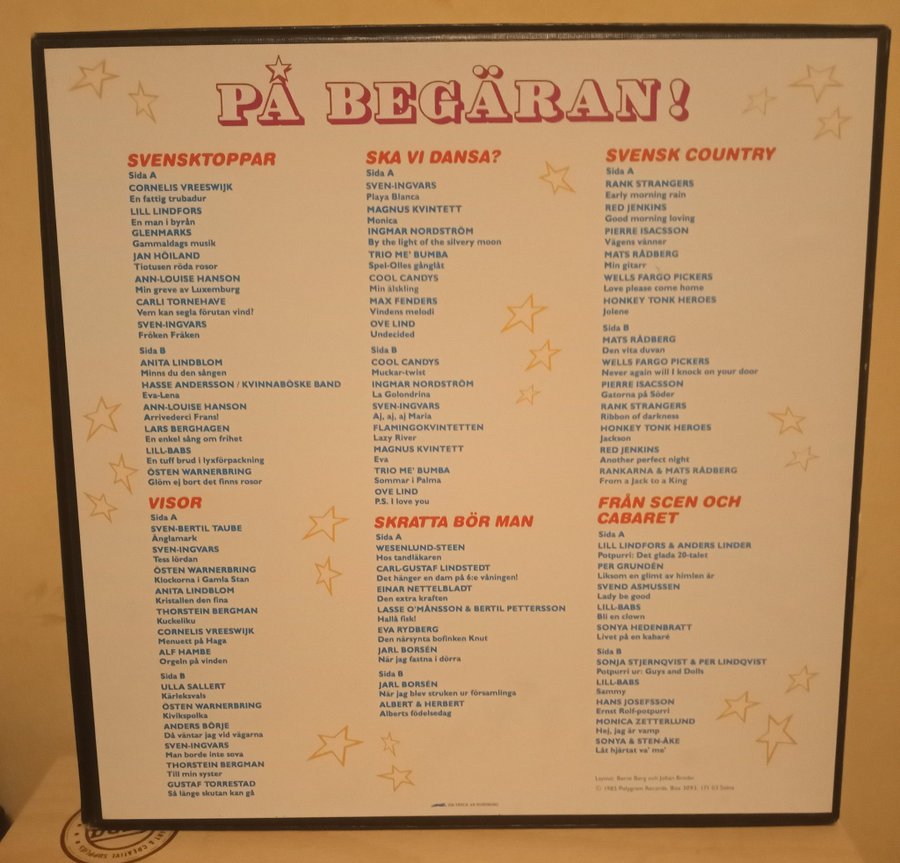 PÅ BEGÄRAN!
SVENSKTOPPAR
Sida A
CORNELIS VREESWIJK
En fattig trubadur
LILL LINDFORS
En man i byrån
GLENMARKS
Gammaldags musik
JAN HÖILAND
Tiotusen röda rosor
ANN-LOUISE HANSON
Min greve av Luxemburg
CARLI TORNEHAVE
Vem kan segla förutan vind?
SVEN-INGVARS
Fröken Fräken
Sida B
ANITA LINDBLOM
Minns du den sången
HASSE ANDERSSON / KVINNABÖSKE BAND
Eva-Lena
ANN-LOUISE HANSON
Arrivederci Frans!
LARS BERGHAGEN
En enkel sång om frihet
LILL-BABS
En tuff brud i lyxförpackning
ÖSTEN WARNERBRING
Glöm ej bort det finns rosor
VISOR
Sida A
SVEN-BERTIL TAUBE
Änglamark
SVEN-INGVARS
Tess lördan
ÖSTEN WARNERBRING
Klockorna i Gamla Stan
ANITA LINDBLOM
Kristallen den fina
THORSTEIN BERGMAN
Kuckeliku
CORNELIS VREESWIJK
Menuett på Haga
ALF HAMBE
Orgeln på vinden
Sida B
ULLA SALLERT
Kärleksvals
ÖSTEN WARNERBRING
Kivikspolka
ANDERS BÖRJE
Då väntar jag vid vägarna
SVEN-INGVARS
Man borde inte sova
THORSTEIN BERGMAN
Till min syster
GUSTAF TORRESTAD
Så länge skutan kan gå
SKA VI DANSA?
Sida A
SVEN-INGVARS
Playa Blanca
MAGNUS KVINTETT
Monica
INGMAR NORDSTRÖM
By the light of the silvery moon
TRIO ME' BUMBA
Spel-Olles gånglåt
COOL CANDYS
Min älskling
MAX FENDERS
Vindens melodi
OVE LIND
Undecided
Sida B
COOL CANDYS
Muckar-twist
INGMAR NORDSTRÖM
La Golondrina
SVEN-INGVARS
Aj, aj, aj Maria
FLAMINGOKVINTETTEN
Lazy River
MAGNUS KVINTETT
Eva
TRIO ME' BUMBA
Sommar i Palma
OVE LIND
P.S. I love you
SKRATTA BÖR MAN
Sida A
WESENLUND-STEEN
Hos tandläkaren
CARL-GUSTAF LINDSTEDT
Det hänger en dam på 6:e våningen!
EINAR NETTELBLADT
Den extra kraften
LASSE O'MÅNSSON & BERTIL PETTERSSON
Hallå fisk!
EVA RYDBERG
Den närsynta bofinken Knut
JARL BORSÉN
När jag fastna i dörra
Sida B
JARL BORSÉN
När jag blev struken ur församlinga
ALBERT & HERBERT
Alberts födelsedag
SVENSK COUNTRY
Sida A
RANK STRANGERS
Early morning rain
RED JENKINS
Good morning loving
PIERRE ISACSSON
Vägens vänner
MATS RÅDBERG
Min gitarr
WELLS FARGO PICKERS
Love please come home
HONKEY TONK HEROES
Jolene
Sida B
MATS RÅDBERG
Den vita duvan
WELLS FARGO PICKERS
Never again will I knock on your door
PIERRE ISACSSON
Gatorna på Söder
RANK STRANGERS
Ribbon of darkness
HONKEY TONK HEROES
Jackson
RED JENKINS
Another perfect night
RANKARNA & MATS RÅDBERG
From a Jack to a King
FRÅN SCEN OCH
CABARET
Sida A
LILL LINDFORS & ANDERS LINDER
Potpurri: Det glada 20-talet
PER GRUNDÉN
Liksom en glimt av himlen är
SVEND ASMUSSEN
Lady be good
LILL-BABS
Bli en clown
SONYA HEDENBRATT
Livet på en kabaré
Sida B
SONJA STJERNQVIST & PER LINDQVIST
Potpurri ur: Guys and Dolls
LILL-BABS
Sammy
HANS JOSEFSSON
Ernst Rolf-potpurri
MONICA ZETTERLUND
Hej, jag är vamp
SONYA & STEN-ÅKE
Låt hjärtat va' me'
Layout: Berne Berg och Johan Broder
© 1985 Polygram Records, Box 3093, 171 03 Solna
& CREATIVE SUPPLIES